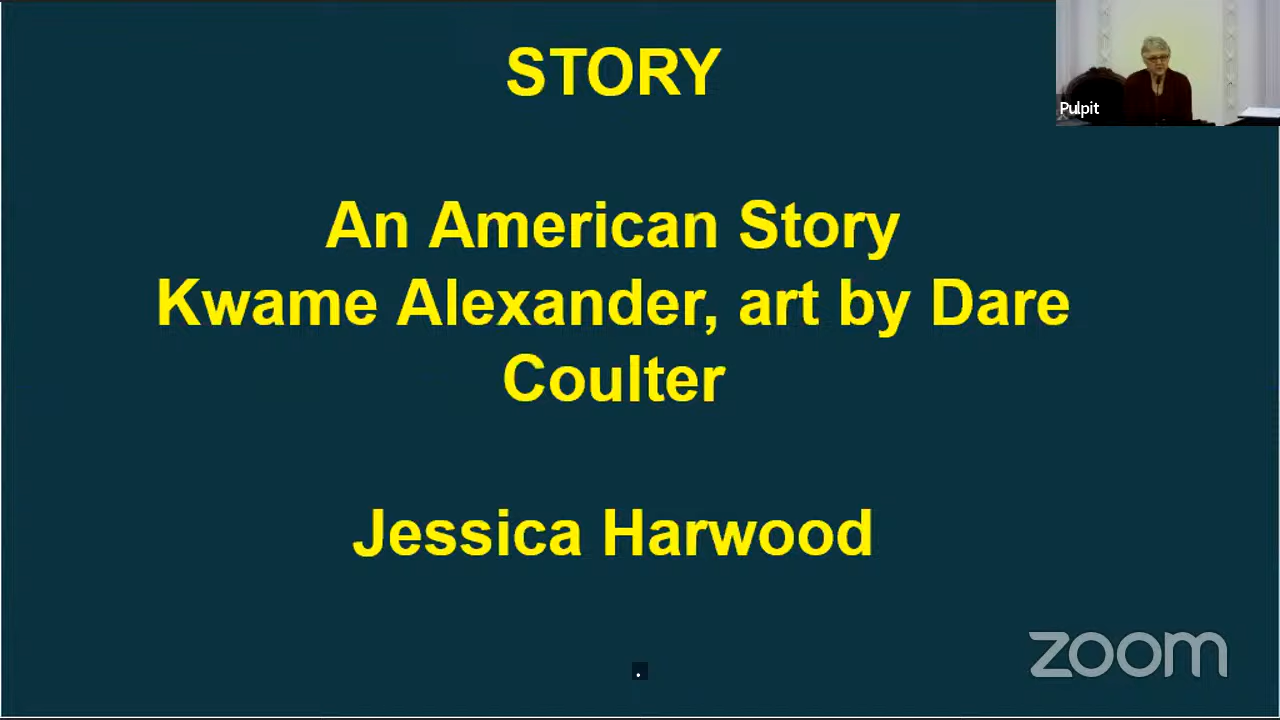 STORY
Pulpit
An American Story
Kwame Alexander, art by Dare
Coulter
Jessica Harwood
zoom
.